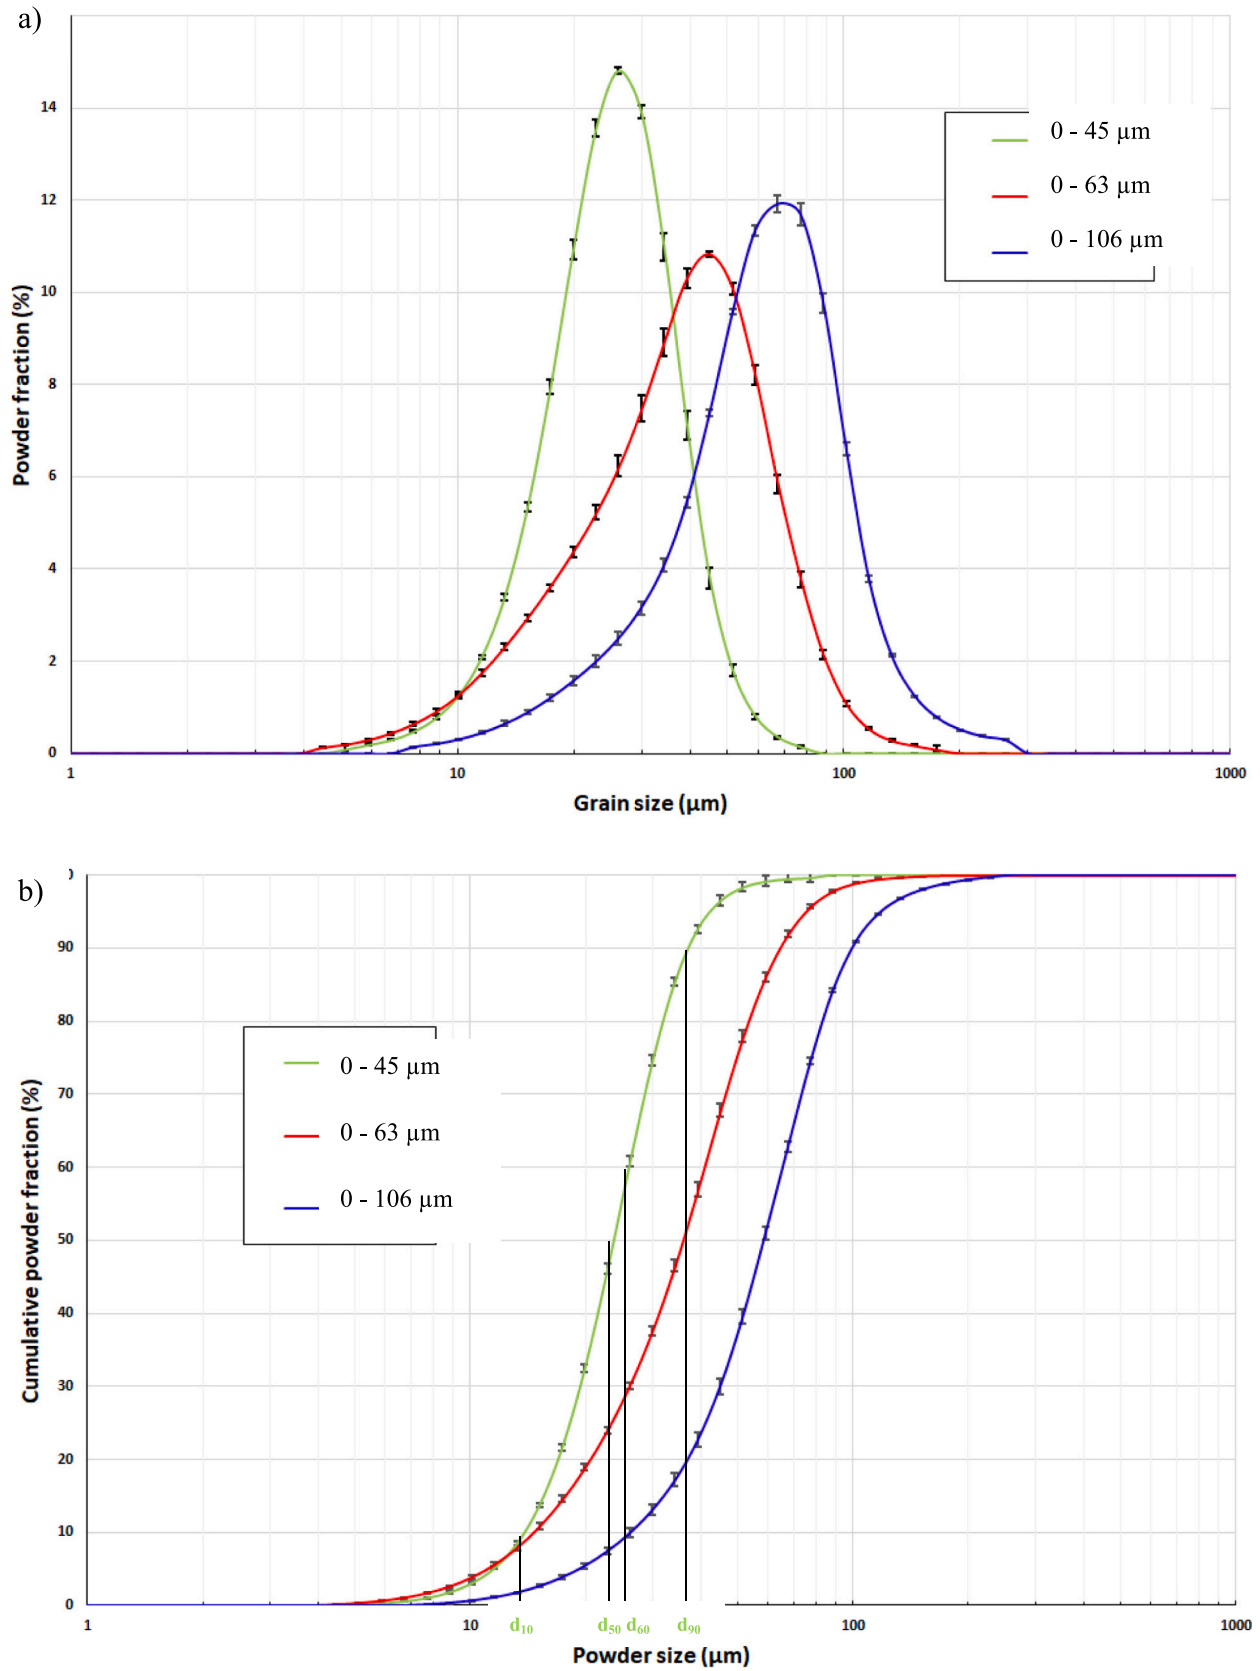 a)
14
12
10
8
6
4
2
0
Powder fraction (%)
0 - 45 µm
0 - 63 µm
0 - 106 µm
1 10 100 1000
Grain size (µm)
b)
90
80
70
60
50
40
30
20
10
0
Cumulative powder fraction (%)
0 - 45 µm
0 - 63 µm
0 - 106 µm
1 10 100 1000
d10 d50 d60 d90
Powder size (µm)